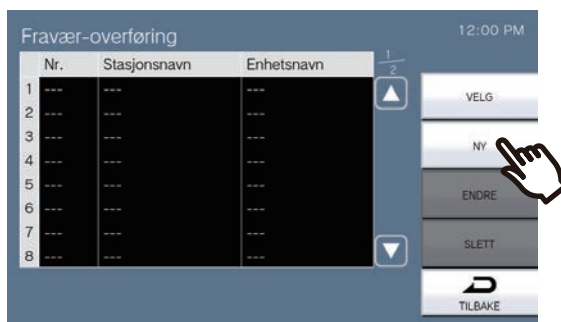 Fravær-overføring
12:00 PM
Nr. Stasjonsnavn Enhetsnavn
1/2
1 --- --- ---
2 --- --- ---
3 --- --- ---
4 --- --- ---
5 --- --- ---
6 --- --- ---
7 --- --- ---
8 --- --- ---
VELG
NY
ENDRE
SLETT
TILBAKE